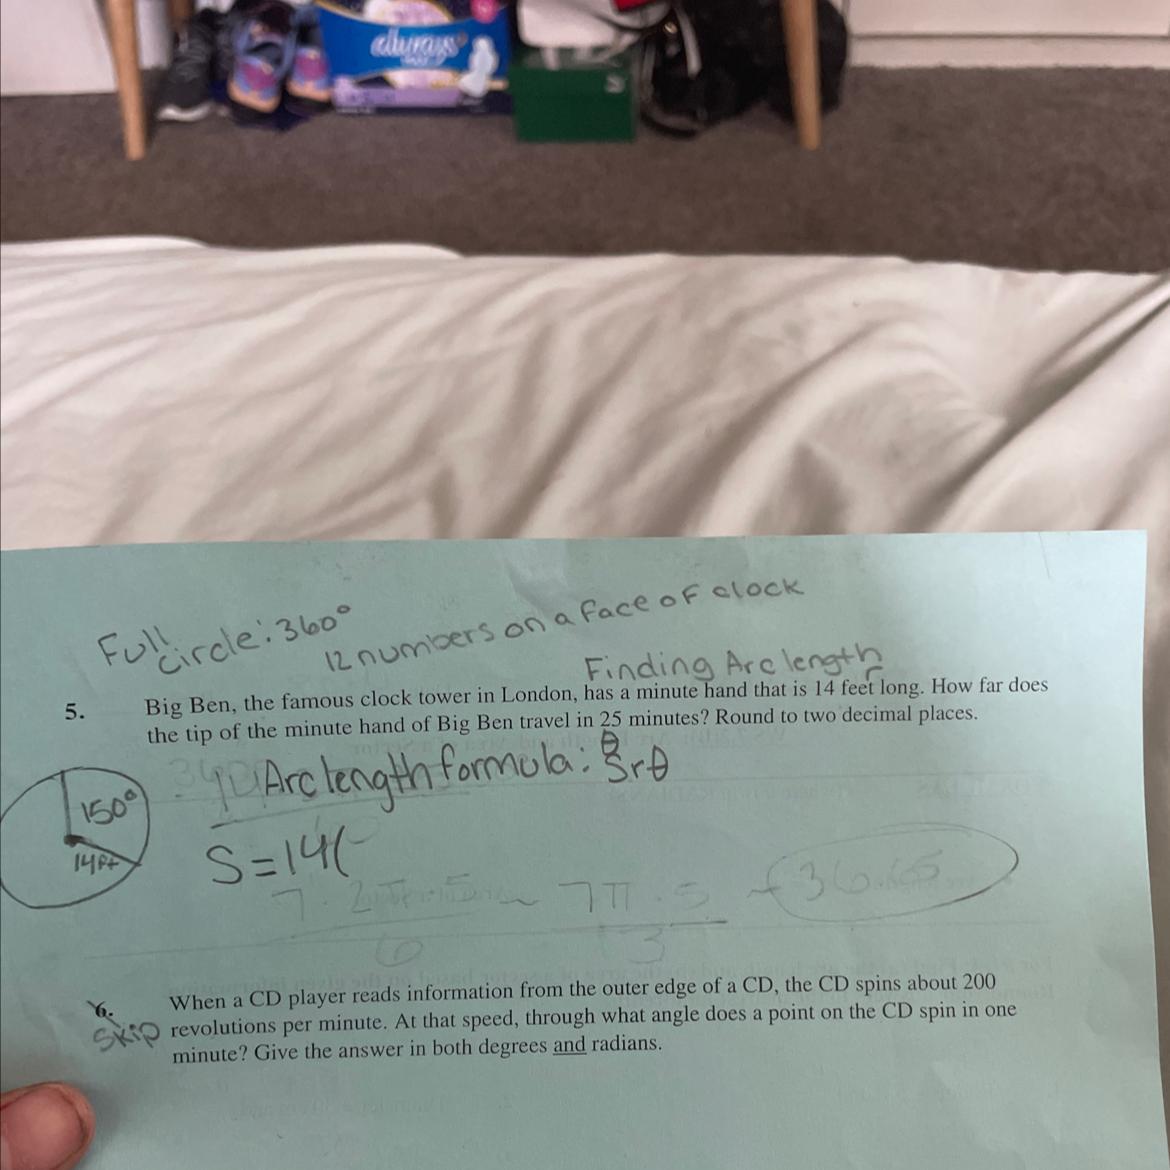 always
Full circle: 360°
12 numbers on a face of clock
Finding Arc length
5. Big Ben, the famous clock tower in London, has a minute hand that is 14 feet long. How far does
the tip of the minute hand of Big Ben travel in 25 minutes? Round to two decimal places.
Arc length formula: Srθ
θ
150°
14ft
S=14(
7π · 5
6
3
6. When a CD player reads information from the outer edge of a CD, the CD spins about 200
Skip revolutions per minute. At that speed, through what angle does a point on the CD spin in one
minute? Give the answer in both degrees and radians.